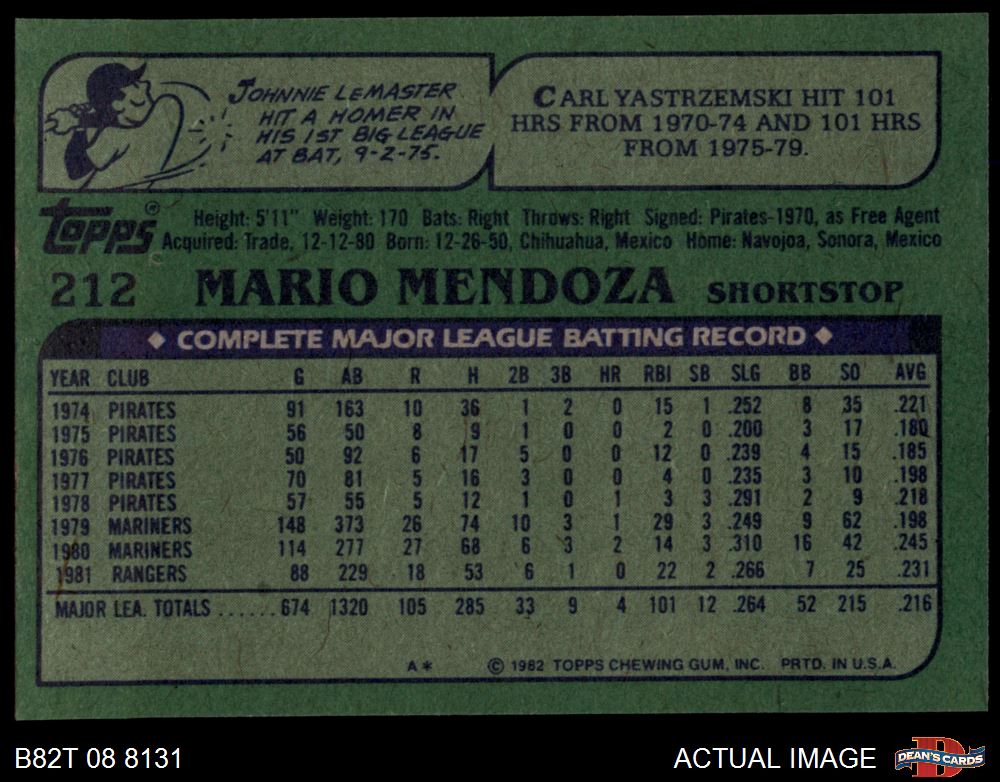 JOHNNIE LEMASTER
HIT A HOMER IN
HIS 1ST BIG LEAGUE
AT BAT, 9-2-75.
CARL YASTRZEMSKI HIT 101
HRS FROM 1970-74 AND 101 HRS
FROM 1975-79.
Topps®
Height: 5'11" Weight: 170 Bats: Right Throws: Right Signed: Pirates-1970, as Free Agent
Acquired: Trade, 12-12-80 Born: 12-26-50, Chihuahua, Mexico Home: Navojoa, Sonora, Mexico
212 MARIO MENDOZA SHORTSTOP
◆ COMPLETE MAJOR LEAGUE BATTING RECORD ◆
YEAR CLUB G AB R H 2B 3B HR RBI SB SLG BB SO AVG
1974 PIRATES 91 163 10 36 1 2 0 15 1 .252 8 35 .221
1975 PIRATES 56 50 8 9 1 0 0 2 0 .200 3 17 .180
1976 PIRATES 50 92 6 17 5 0 0 12 0 .239 4 15 .185
1977 PIRATES 70 81 5 16 3 0 0 4 0 .235 3 10 .198
1978 PIRATES 57 55 5 12 1 0 1 3 3 .291 2 9 .218
1979 MARINERS 148 373 26 74 10 3 1 29 3 .249 9 62 .198
1980 MARINERS 114 277 27 68 6 3 2 14 3 .310 16 42 .245
1981 RANGERS 88 229 18 53 6 1 0 22 2 .266 7 25 .231
MAJOR LEA. TOTALS ......674 1320 105 285 33 9 4 101 12 .264 52 215 .216
A* © 1982 TOPPS CHEWING GUM, INC. PRTD. IN U.S.A.
B82T 08 8131
ACTUAL IMAGE
D
DEAN'S CARDS